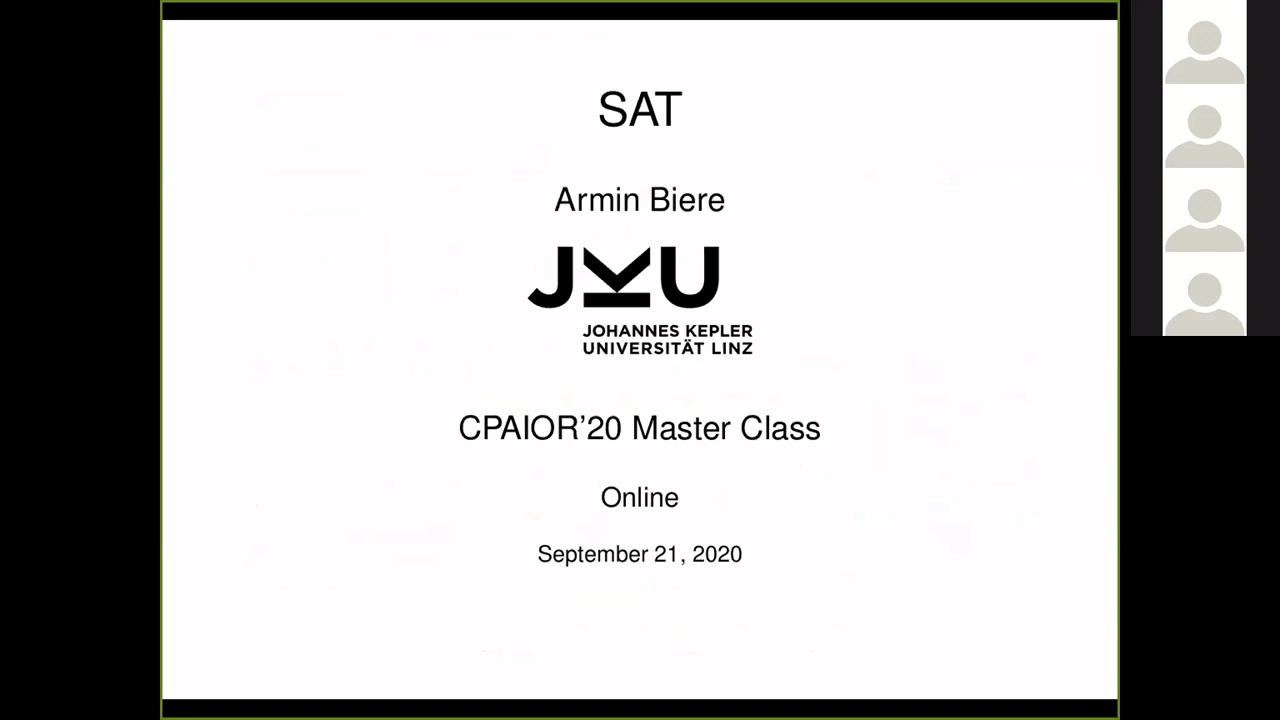 SAT
Armin Biere
JKU
JOHANNES KEPLER
UNIVERSITÄT LINZ
CPAIOR'20 Master Class
Online
September 21, 2020